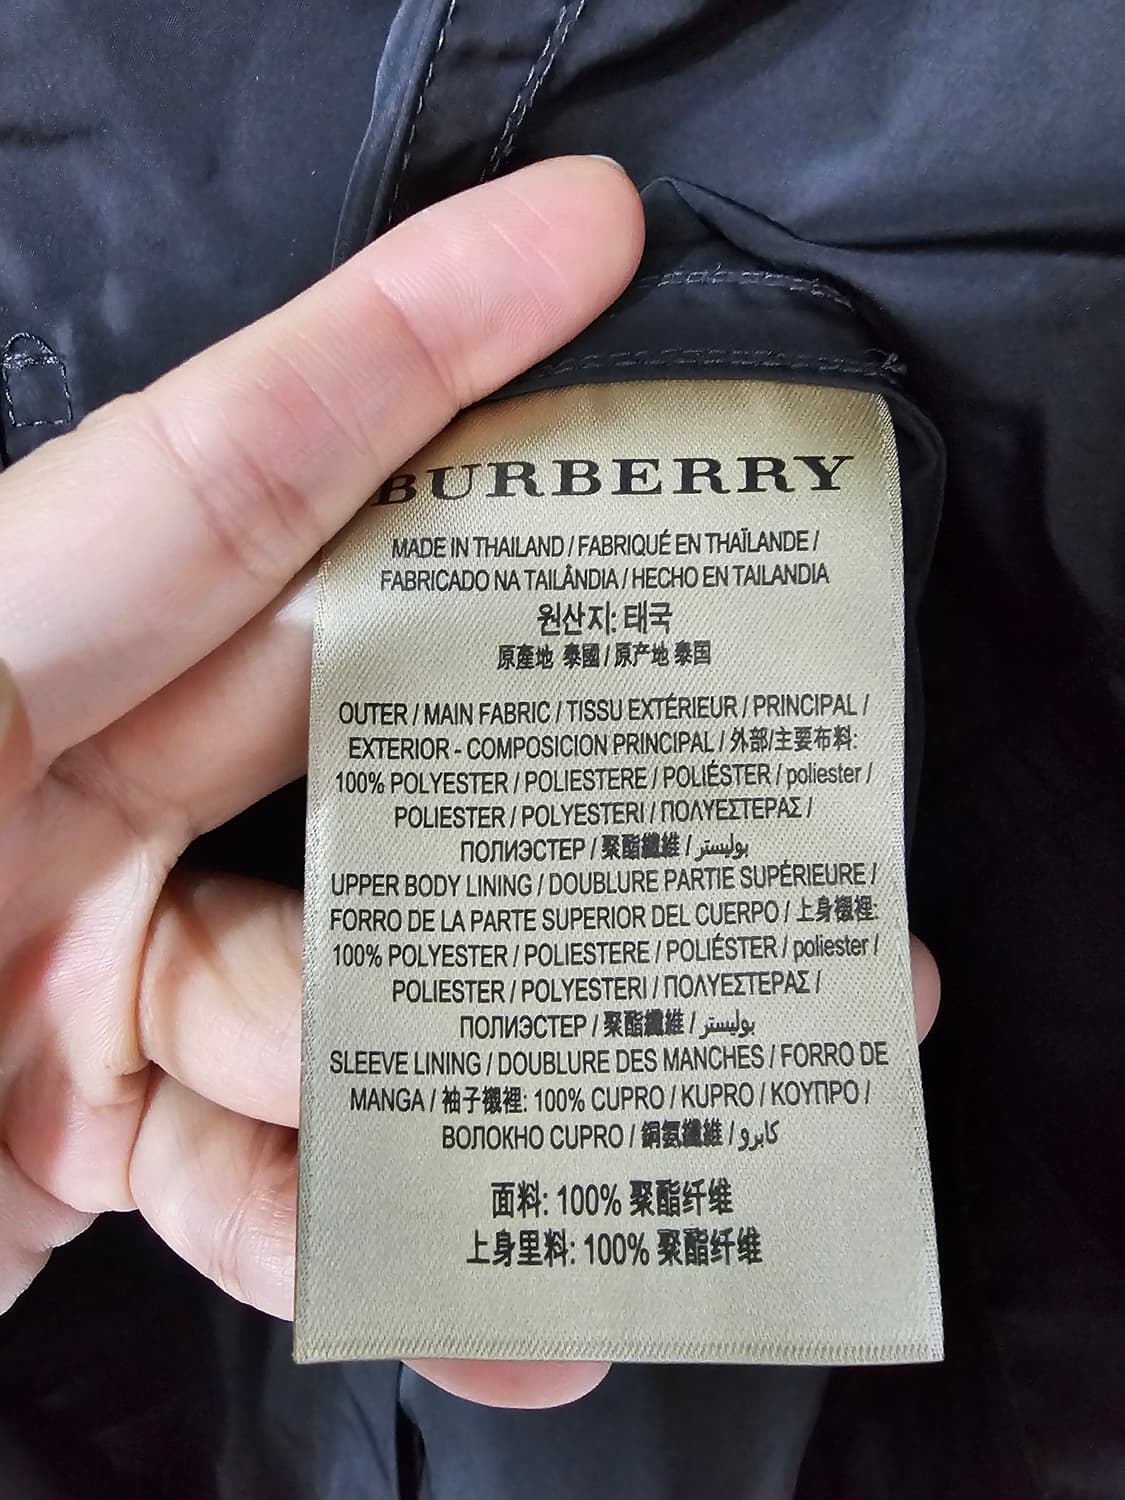 BURBERRY
MADE IN THAILAND / FABRIQUÉ EN THAÏLANDE /
FABRICADO NA TAILÂNDIA / HECHO EN TAILANDIA
원산지: 태국
原產地 泰國 / 原产地 泰国
OUTER / MAIN FABRIC / TISSU EXTÉRIEUR / PRINCIPAL /
EXTERIOR - COMPOSICION PRINCIPAL / 外部/主要布料:
100% POLYESTER / POLIESTERE / POLIÉSTER / poliester /
POLIESTER / POLYESTERI / ΠΟΛΥΕΣΤΕΡΑΣ /
ПОЛИЭСТЕР / 聚酯纖維 / بوليستر
UPPER BODY LINING / DOUBLURE PARTIE SUPÉRIEURE /
FORRO DE LA PARTE SUPERIOR DEL CUERPO / 上身襯裡:
100% POLYESTER / POLIESTERE / POLIÉSTER / poliester /
POLIESTER / POLYESTERI / ΠΟΛΥΕΣΤΕΡΑΣ /
ПОЛИЭСТЕР / 聚酯纖維 / بوليستر
SLEEVE LINING / DOUBLURE DES MANCHES / FORRO DE
MANGA / 袖子襯裡: 100% CUPRO / KUPRO / ΚΟΥΠΡΟ /
ВОЛОКНО CUPRO / 銅氨纖維 / كابرو
面料: 100% 聚酯纤维
上身里料: 100% 聚酯纤维